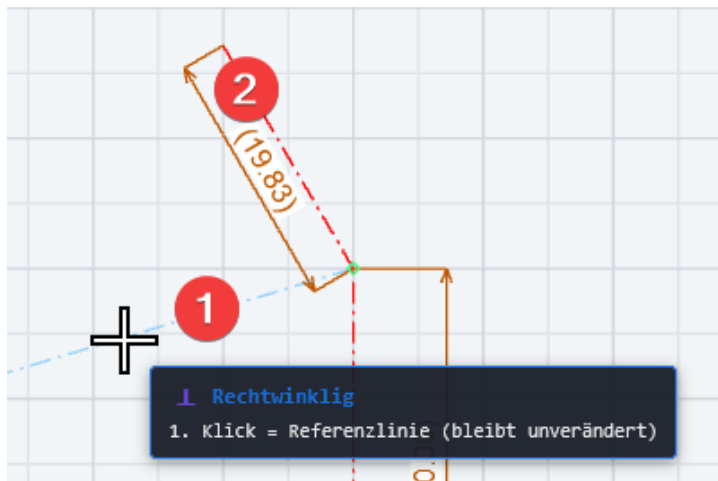 2
(19.83)
1
⊥ Rechtwinklig
1. Klick = Referenzlinie (bleibt unverändert)